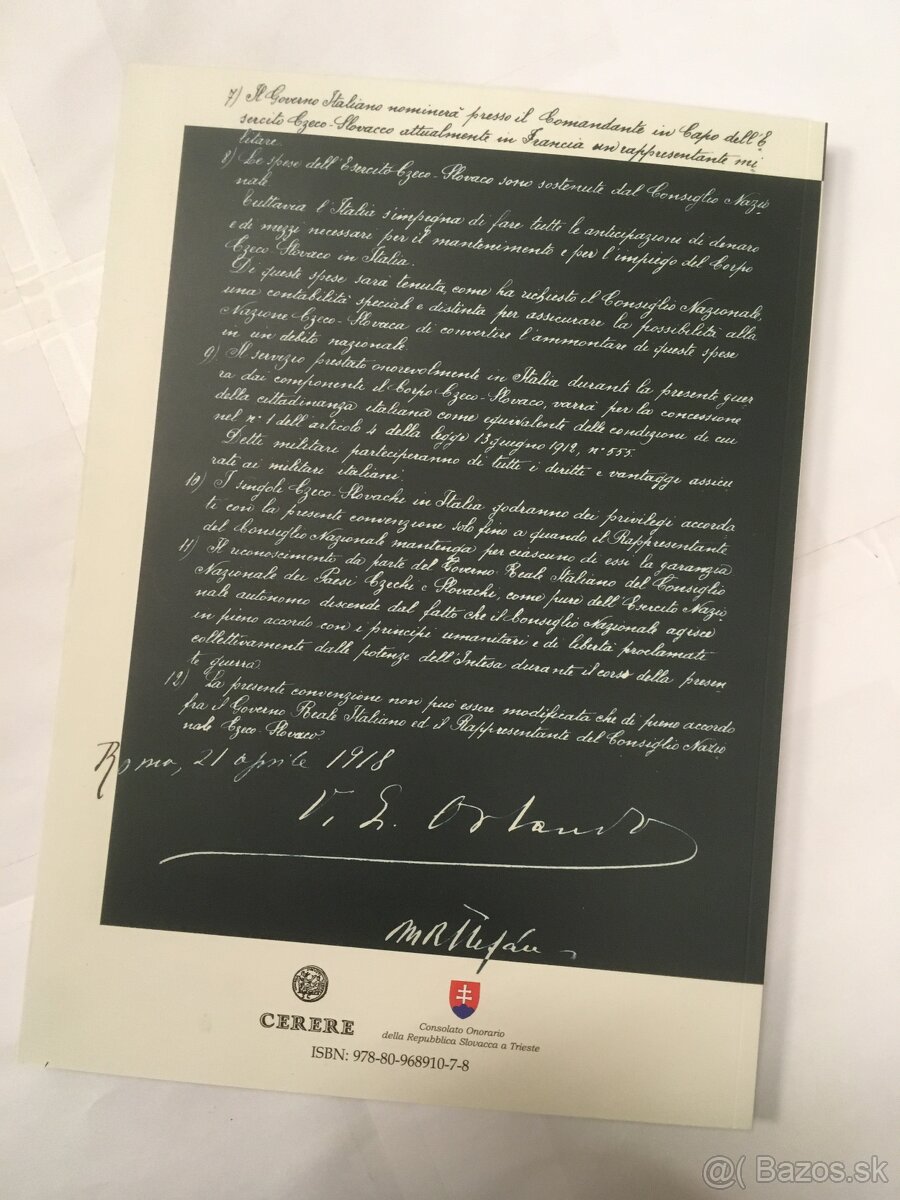 7) Il Governo Italiano nominerà presso il Comandante in Capo dell'E
sercito Czeco-Slovacco attualmente in Francia un rappresentante mi
litare.
8) Le spese dell'Esercito Czeco-Slovaco sono sostenute dal Consiglio Nazio
nale
Tuttavia l'Italia s'impegna di fare tutte le anticipazioni di denaro
e di mezzi necessari per il mantenimento e per l'impiego del Corpo
Czeco Slovaco in Italia.
Di queste spese sarà tenuta, come ha richiesto il Consiglio Nazionale,
una contabilità speciale e distinta per assicurare la possibilità alla
Nazione Czeco-Slovaca di convertire l'ammontare di queste spese
in un debito nazionale.
9) Il servizio prestato onorevolmente in Italia durante la presente guer
ra dai componenti il Corpo Czeco-Slovaco, varrà per la concessione
della cittadinanza italiana come equivalente delle condizioni di cui
nel n° 1 dell'articolo 4 della legge 13 giugno 1912, n° 555.
Detti militari parteciperanno di tutti i diritti e vantaggi assicu
rati ai militari italiani.
10) I singoli Czeco-Slovachi in Italia godranno dei privilegi accorda
ti con la presente convenzione solo fino a quando il Rappresentante
del Consiglio Nazionale mantenga per ciascuno di essi la garanzia
11) Il riconoscimento da parte del Governo Reale Italiano del Consiglio
Nazionale dei Paesi Czechi e Slovachi, come pure dell'Esercito Nazio
nale autonomo discende dal fatto che il Consiglio Nazionale agisce
in pieno accordo con i principi umanitari e di libertà proclamate
collettivamente dalle potenze dell'Intesa durante il corso della presen
te guerra
12) La presente convenzione non può essere modificata che di pieno accordo
fra il Governo Reale Italiano ed il Rappresentante del Consiglio Nazio
nale Czeco-Slovaco.
Roma, 21 aprile 1918
V. E. Orlando
CERERE
Consolato Onorario
della Repubblica Slovacca a Trieste
ISBN: 978-80-968910-7-8
@( Bazos.sk